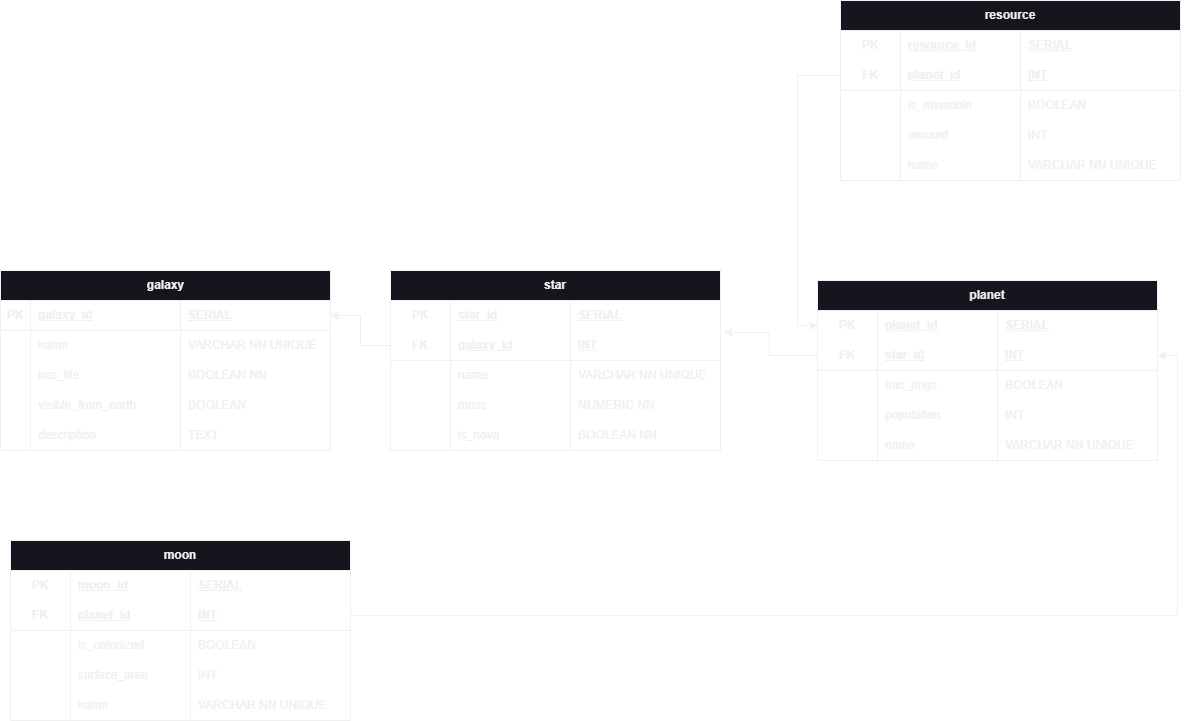 resource
PK resource_id SERIAL
FK planet_id INT
is_mineable BOOLEAN
amount INT
name VARCHAR NN UNIQUE
galaxy
PK galaxy_id SERIAL
name VARCHAR NN UNIQUE
has_life BOOLEAN NN
visible_from_earth BOOLEAN
description TEXT
star
PK star_id SERIAL
FK galaxy_id INT
name VARCHAR NN UNIQUE
mass NUMERIC NN
is_nova BOOLEAN NN
planet
PK planet_id SERIAL
FK star_id INT
has_rings BOOLEAN
population INT
name VARCHAR NN UNIQUE
moon
PK moon_id SERIAL
FK planet_id INT
is_colonized BOOLEAN
surface_area INT
name VARCHAR NN UNIQUE